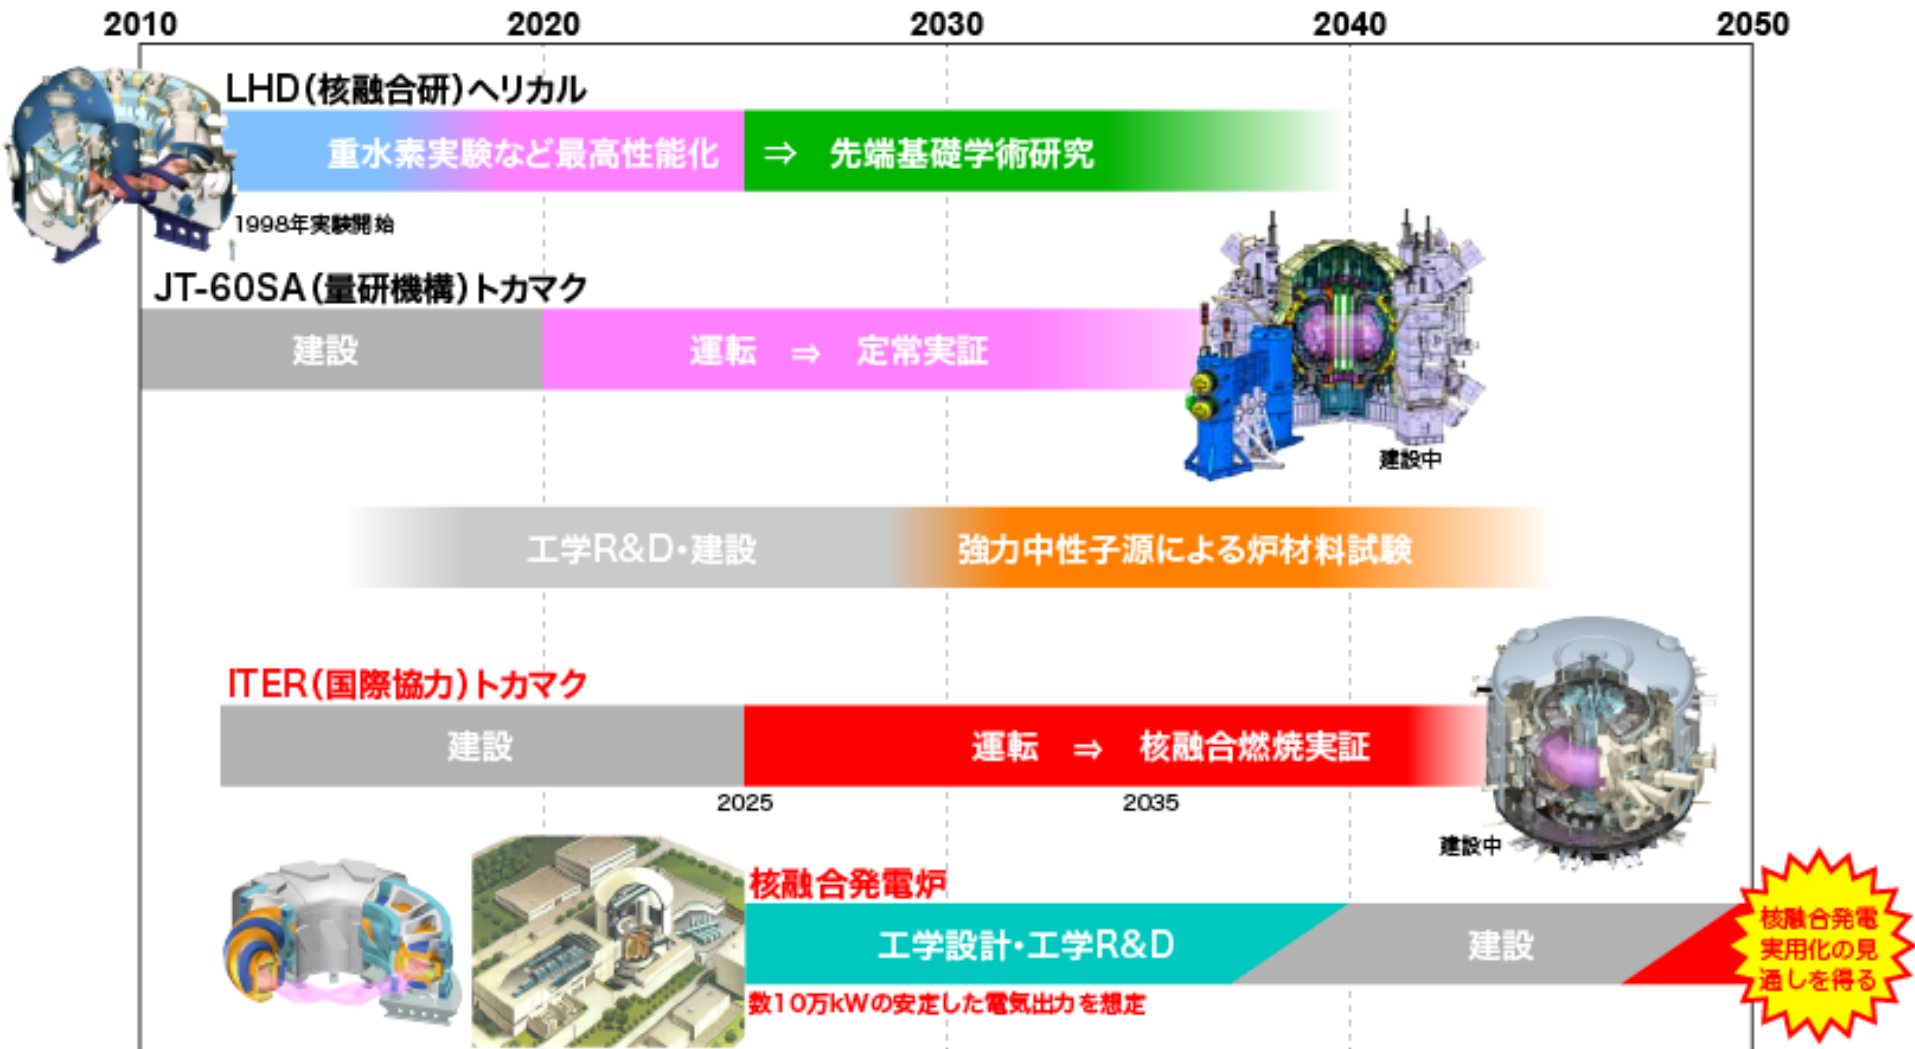 2010 2020 2030 2040 2050
LHD(核融合研)ヘリカル
重水素実験など最高性能化 ⇒ 先端基礎学術研究
1998年実験開始
JT-60SA(量研機構)トカマク
建設 運転 ⇒ 定常実証
建設中
工学R&D・建設 強力中性子源による炉材料試験
ITER(国際協力)トカマク
建設 運転 ⇒ 核融合燃焼実証
2025 2035
建設中
核融合発電炉
工学設計・工学R&D 建設
核融合発電
実用化の見
通しを得る
数10万kWの安定した電気出力を想定